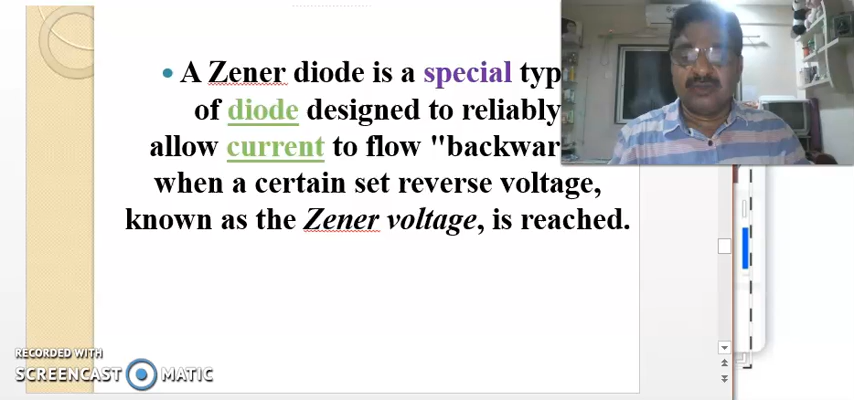 • A Zener diode is a special typ
of diode designed to reliably
allow current to flow "backwar
when a certain set reverse voltage,
known as the Zener voltage, is reached.
RECORDED WITH
SCREENCAST MATIC